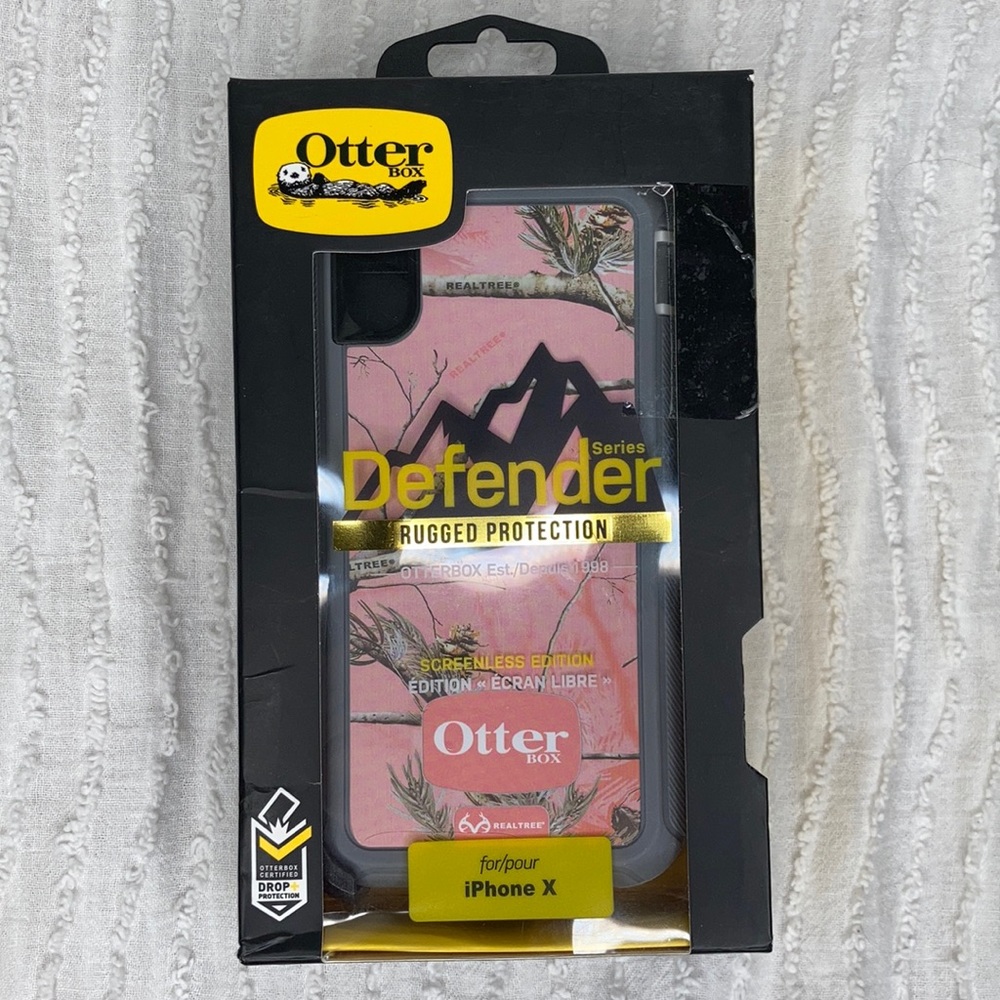 Otter
BOX
REALTREE®
REALTREE®
Defender Series
RUGGED PROTECTION
LTREE®
OTTERBOX Est./Depuis 1998
SCREENLESS EDITION
ÉDITION « ÉCRAN LIBRE »
Otter
BOX
REALTREE®
for/pour
iPhone X
OTTERBOX
CERTIFIED
DROP+
PROTECTION